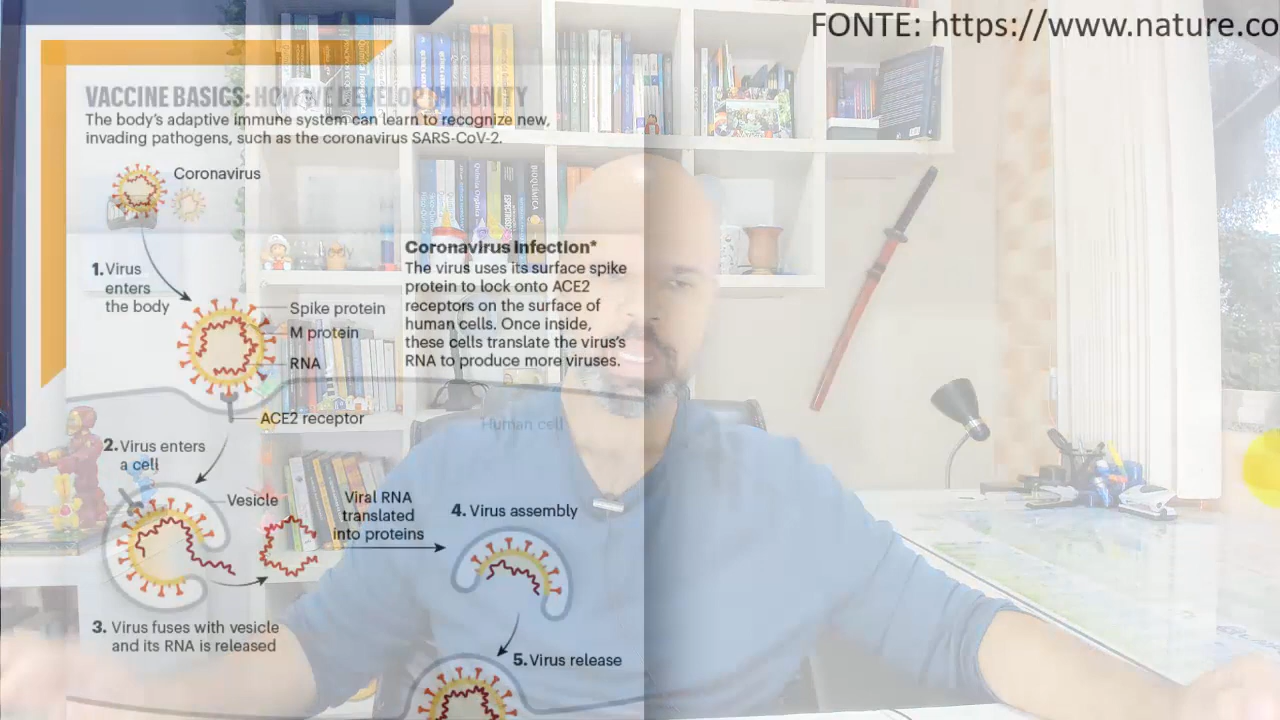 FONTE: https://www.nature.co
VACCINE BASICS: HOW WE DEVELOP IMMUNITY
The body's adaptive immune system can learn to recognize new,
invading pathogens, such as the coronavirus SARS-CoV-2.
Coronavirus
body
1. Virus
enters
the body
Coronavirus Infection*
The virus uses its surface spike
protein to lock onto ACE2
receptors on the surface of
human cells. Once inside,
these cells translate the virus's
RNA to produce more viruses.
Spike protein
M protein
RNA
ACE2 receptor
Human cell
2. Virus enters
a cell
Vesicle
Viral RNA
translated
into proteins
4. Virus assembly
3. Virus fuses with vesicle
and its RNA is released
5. Virus release
BIOQUÍMICA